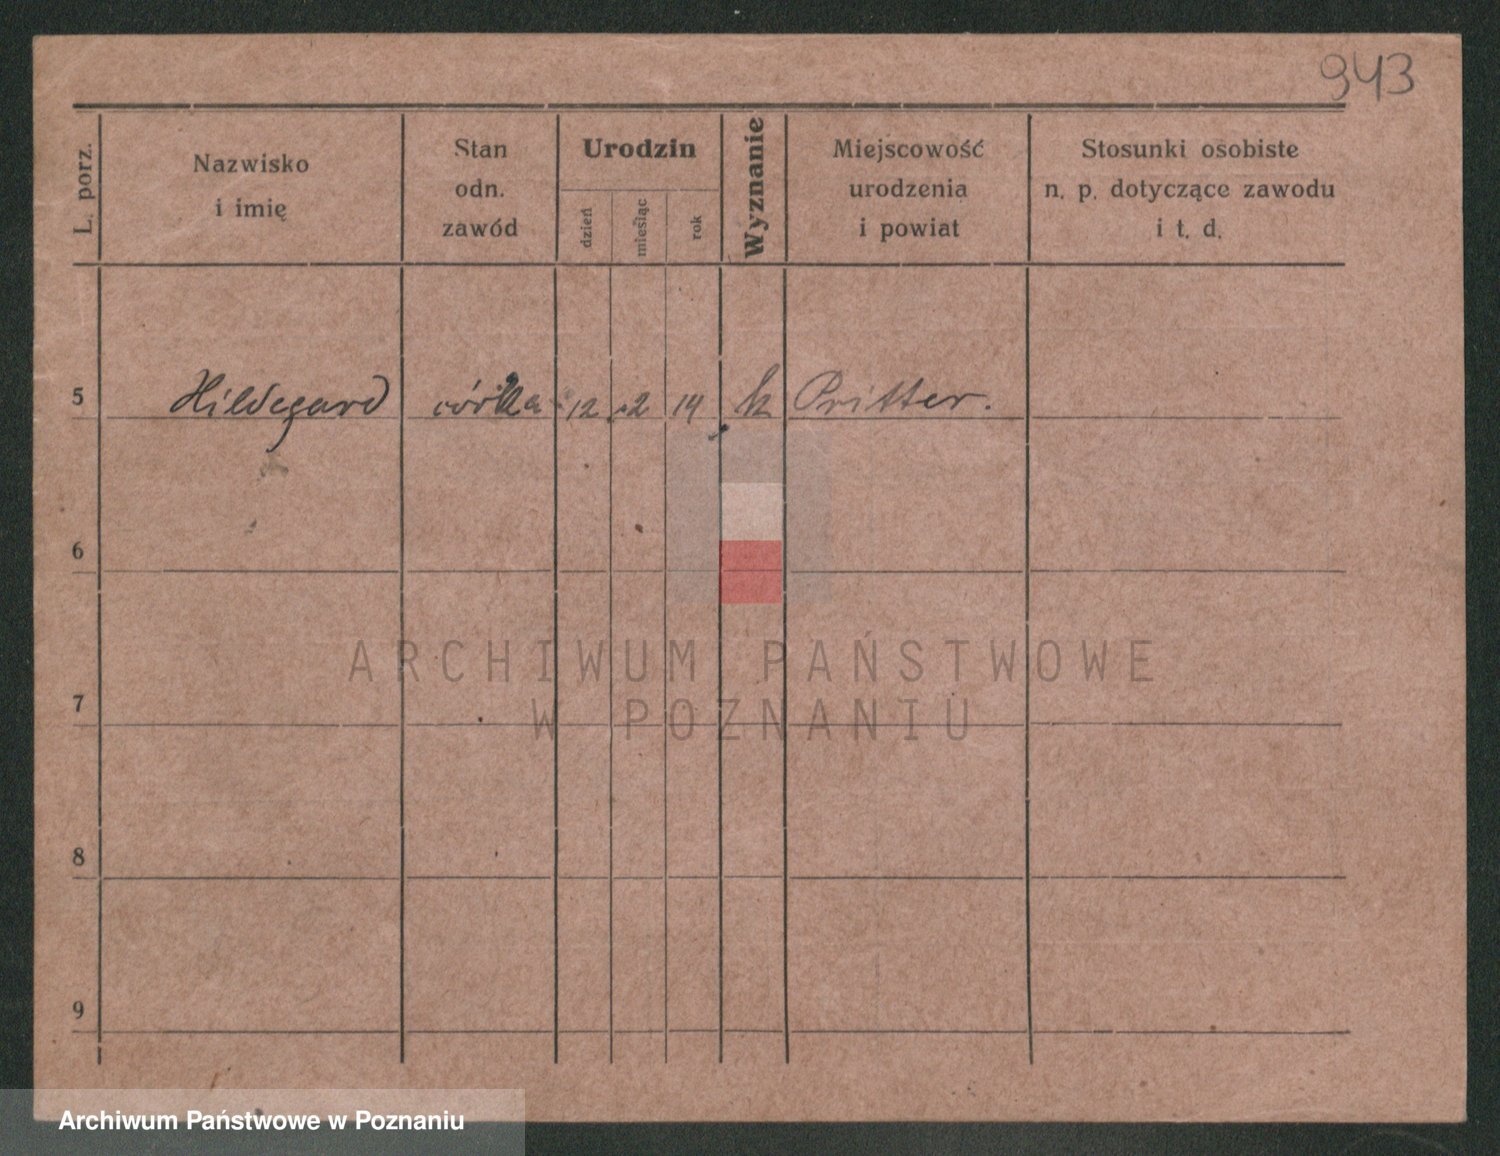 943
L. porz.
Nazwisko
i imię
Stan
odn.
zawód
Urodzin
dzień
miesiąc
rok
Wyznanie
Miejscowość
urodzenia
i powiat
Stosunki osobiste
n. p. dotyczące zawodu
i t. d.
5 Hildegard córka 12 2 14 k Pritter.
6
7
8
9
ARCHIWUM PAŃSTWOWE
W POZNANIU
Archiwum Państwowe w Poznaniu